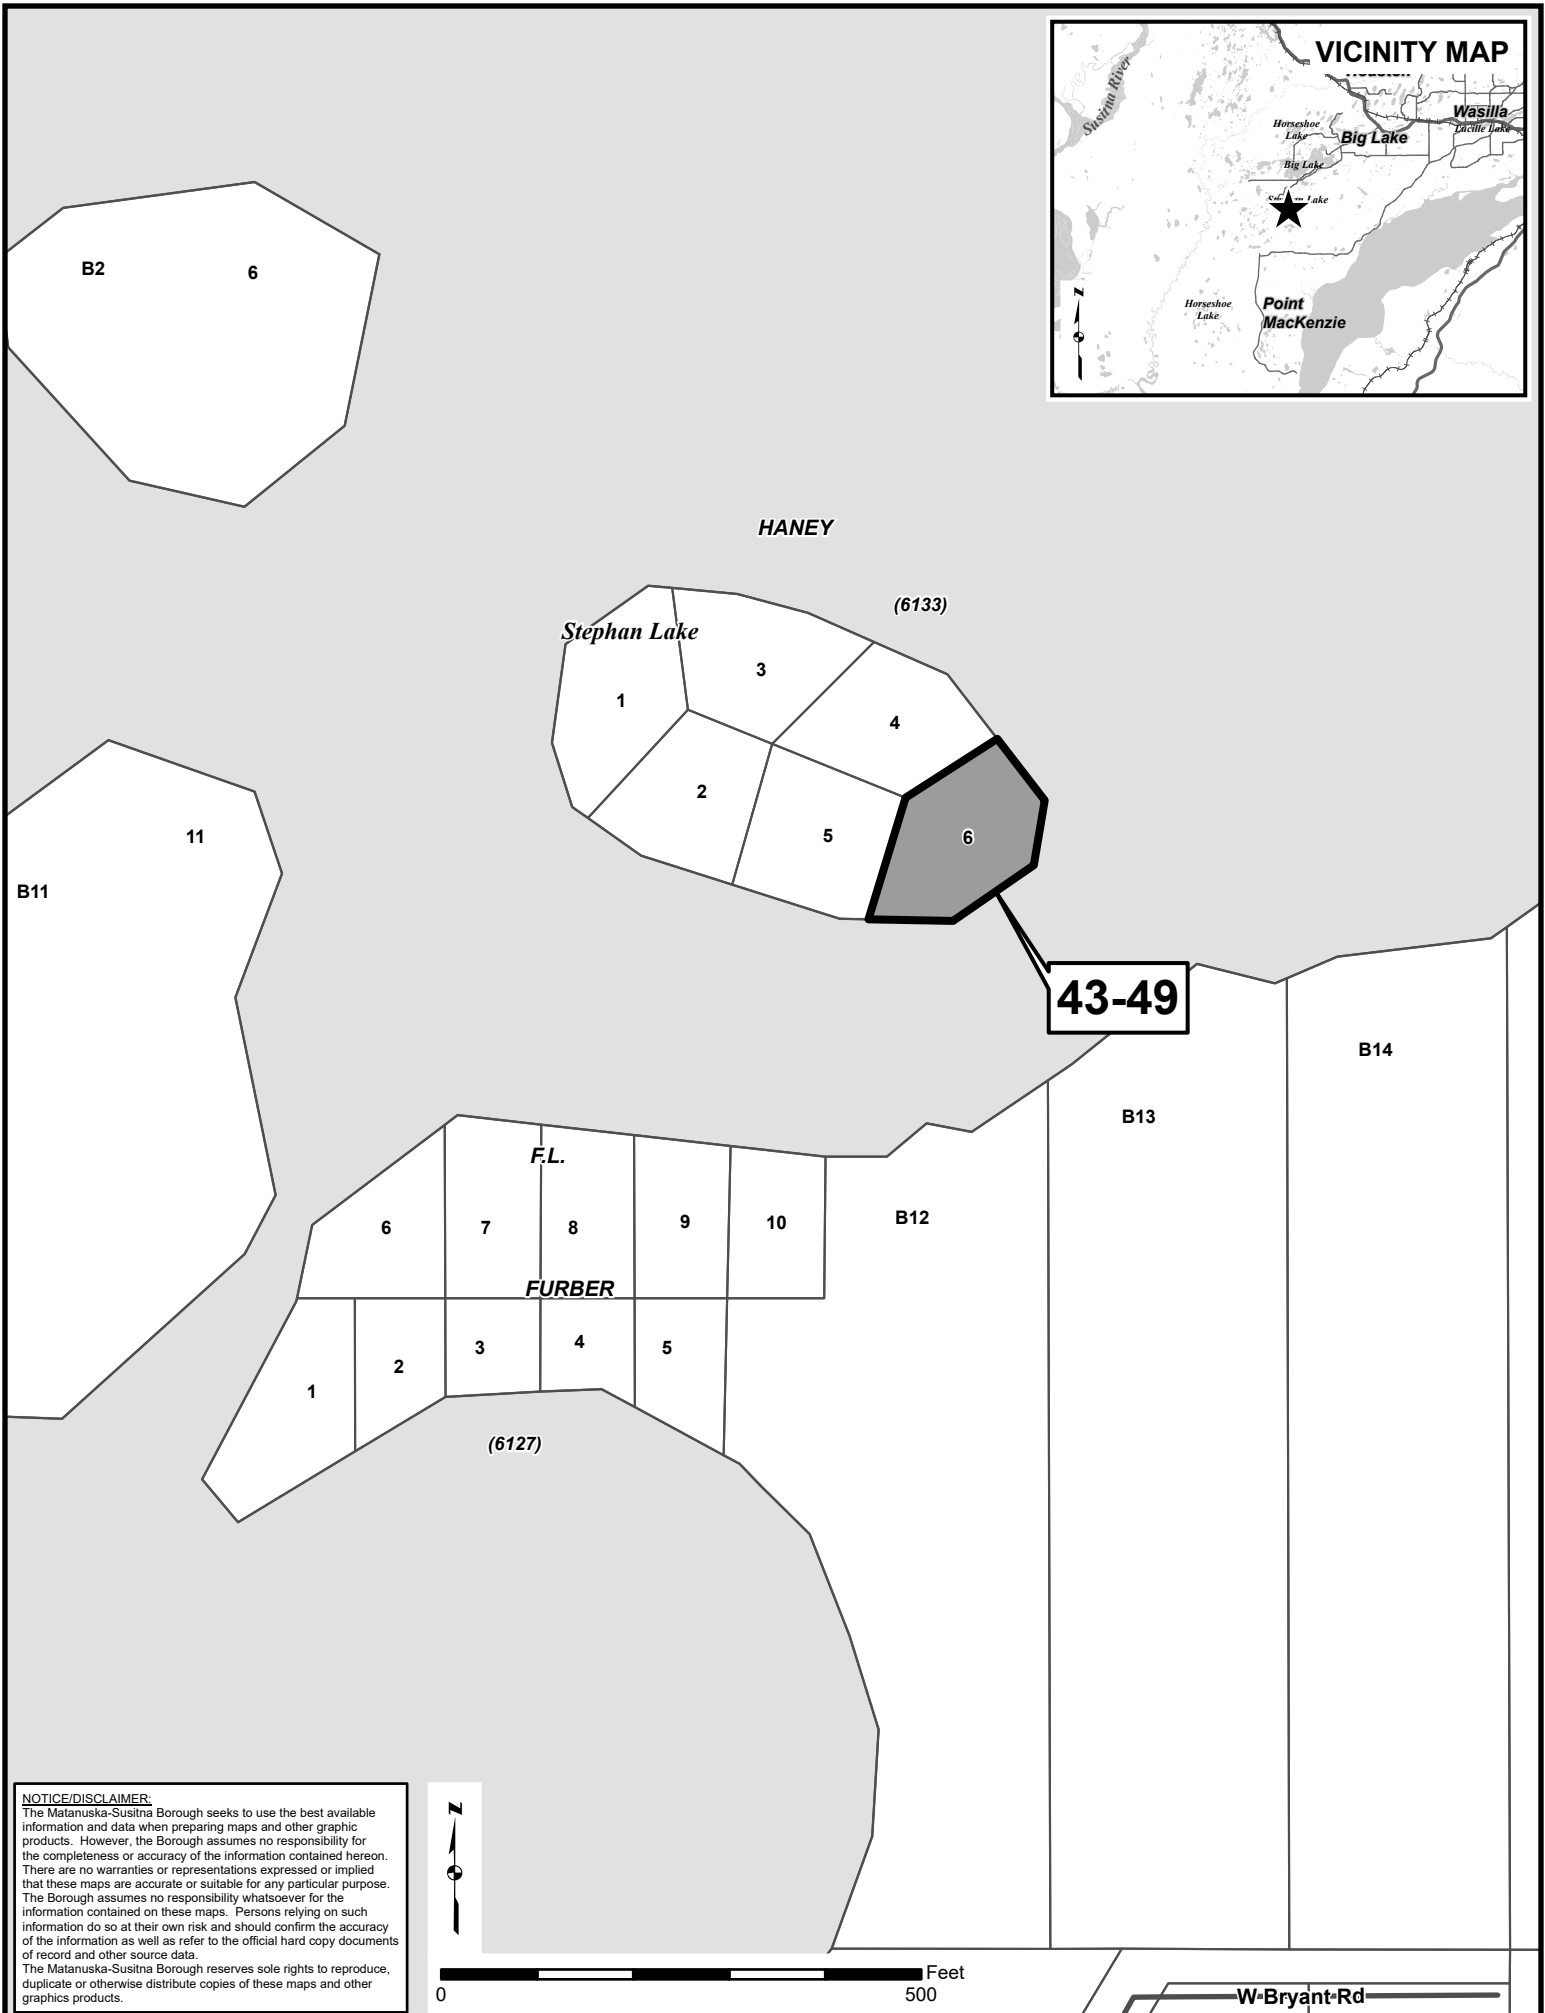 VICINITY MAP
Houston
Susitna River
Wasilla
Lucille Lake
Horsehoe
Lake
Big Lake
Big Lake
Lake
Horseshoe
Lake
Point
MacKenzie
N
B2
6
HANEY
(6133)
Stephan Lake
3
1
4
2
5
6
11
B11
43-49
B14
B13
F.L.
6
7
8
9
10
B12
FURBER
1
2
3
4
5
(6127)
NOTICE/DISCLAIMER:
The Matanuska-Susitna Borough seeks to use the best available
information and data when preparing maps and other graphic
products. However, the Borough assumes no responsibility for
the completeness or accuracy of the information contained hereon.
There are no warranties or representations expressed or implied
that these maps are accurate or suitable for any particular purpose.
The Borough assumes no responsibility whatsoever for the
information contained on these maps. Persons relying on such
information do so at their own risk and should confirm the accuracy
of the information as well as refer to the official hard copy documents
of record and other source data.
The Matanuska-Susitna Borough reserves sole rights to reproduce,
duplicate or otherwise distribute copies of these maps and other
graphics products.
N
Feet
0
500
W Bryant Rd